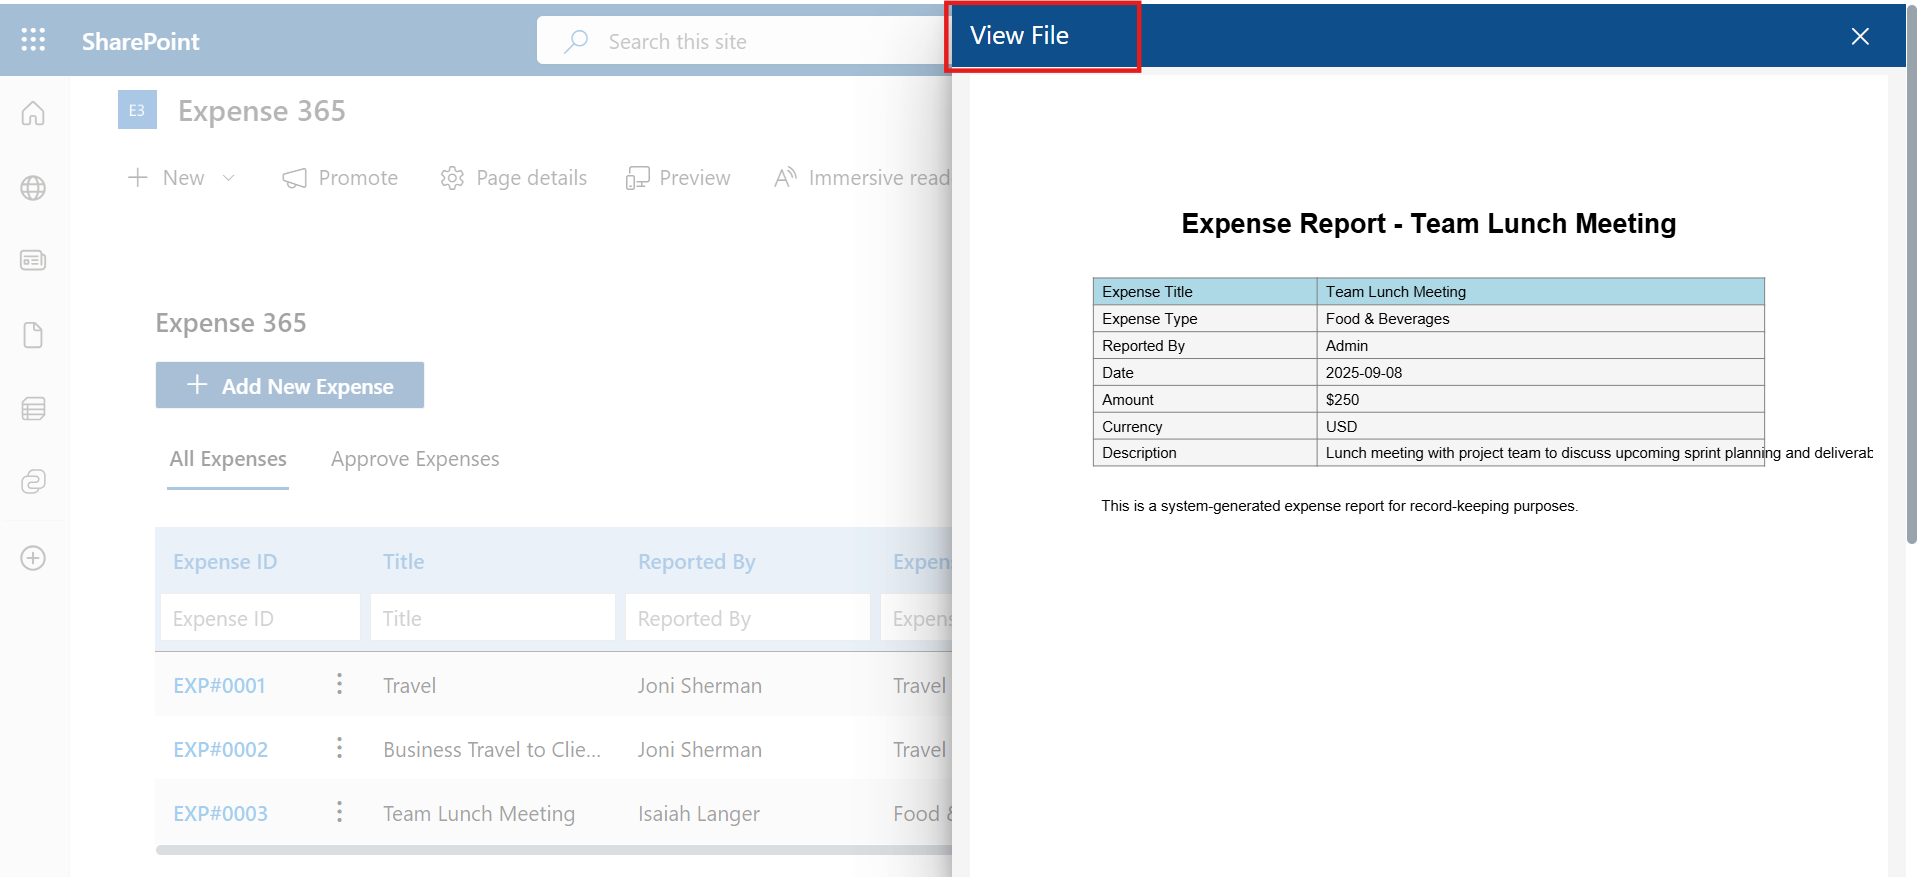 SharePoint
Search this site
E3
Expense 365
New
Promote
Page details
Preview
Immersive read
Expense 365
Add New Expense
All Expenses
Approve Expenses
Expense ID Title Reported By Expen
Expense ID Title Reported By Expens
EXP#0001 Travel Joni Sherman Travel
EXP#0002 Business Travel to Clie... Joni Sherman Travel
EXP#0003 Team Lunch Meeting Isaiah Langer Food &
View File
Expense Report - Team Lunch Meeting
Expense Title Team Lunch Meeting
Expense Type Food & Beverages
Reported By Admin
Date 2025-09-08
Amount $250
Currency USD
Description Lunch meeting with project team to discuss upcoming sprint planning and deliverab
This is a system-generated expense report for record-keeping purposes.